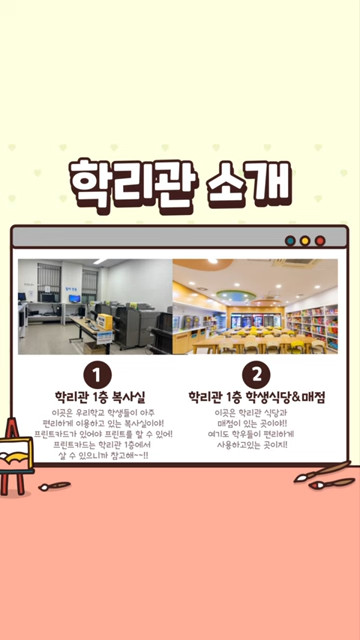 학리관 소개
1
학리관 1층 복사실
이곳은 우리학교 학생들이 아주
편리하게 이용하고 있는 복사실이야!
프린트카드가 있어야 프린트를 할 수 있어!
프린트카드는 학리관 1층에서
살 수 있으니까 참고해~~!!
2
학리관 1층 학생식당&매점
이곳은 학리관 식당과
매점이 있는 곳이야!!
여기도 학우들이 편리하게
사용하고있는 곳이지!